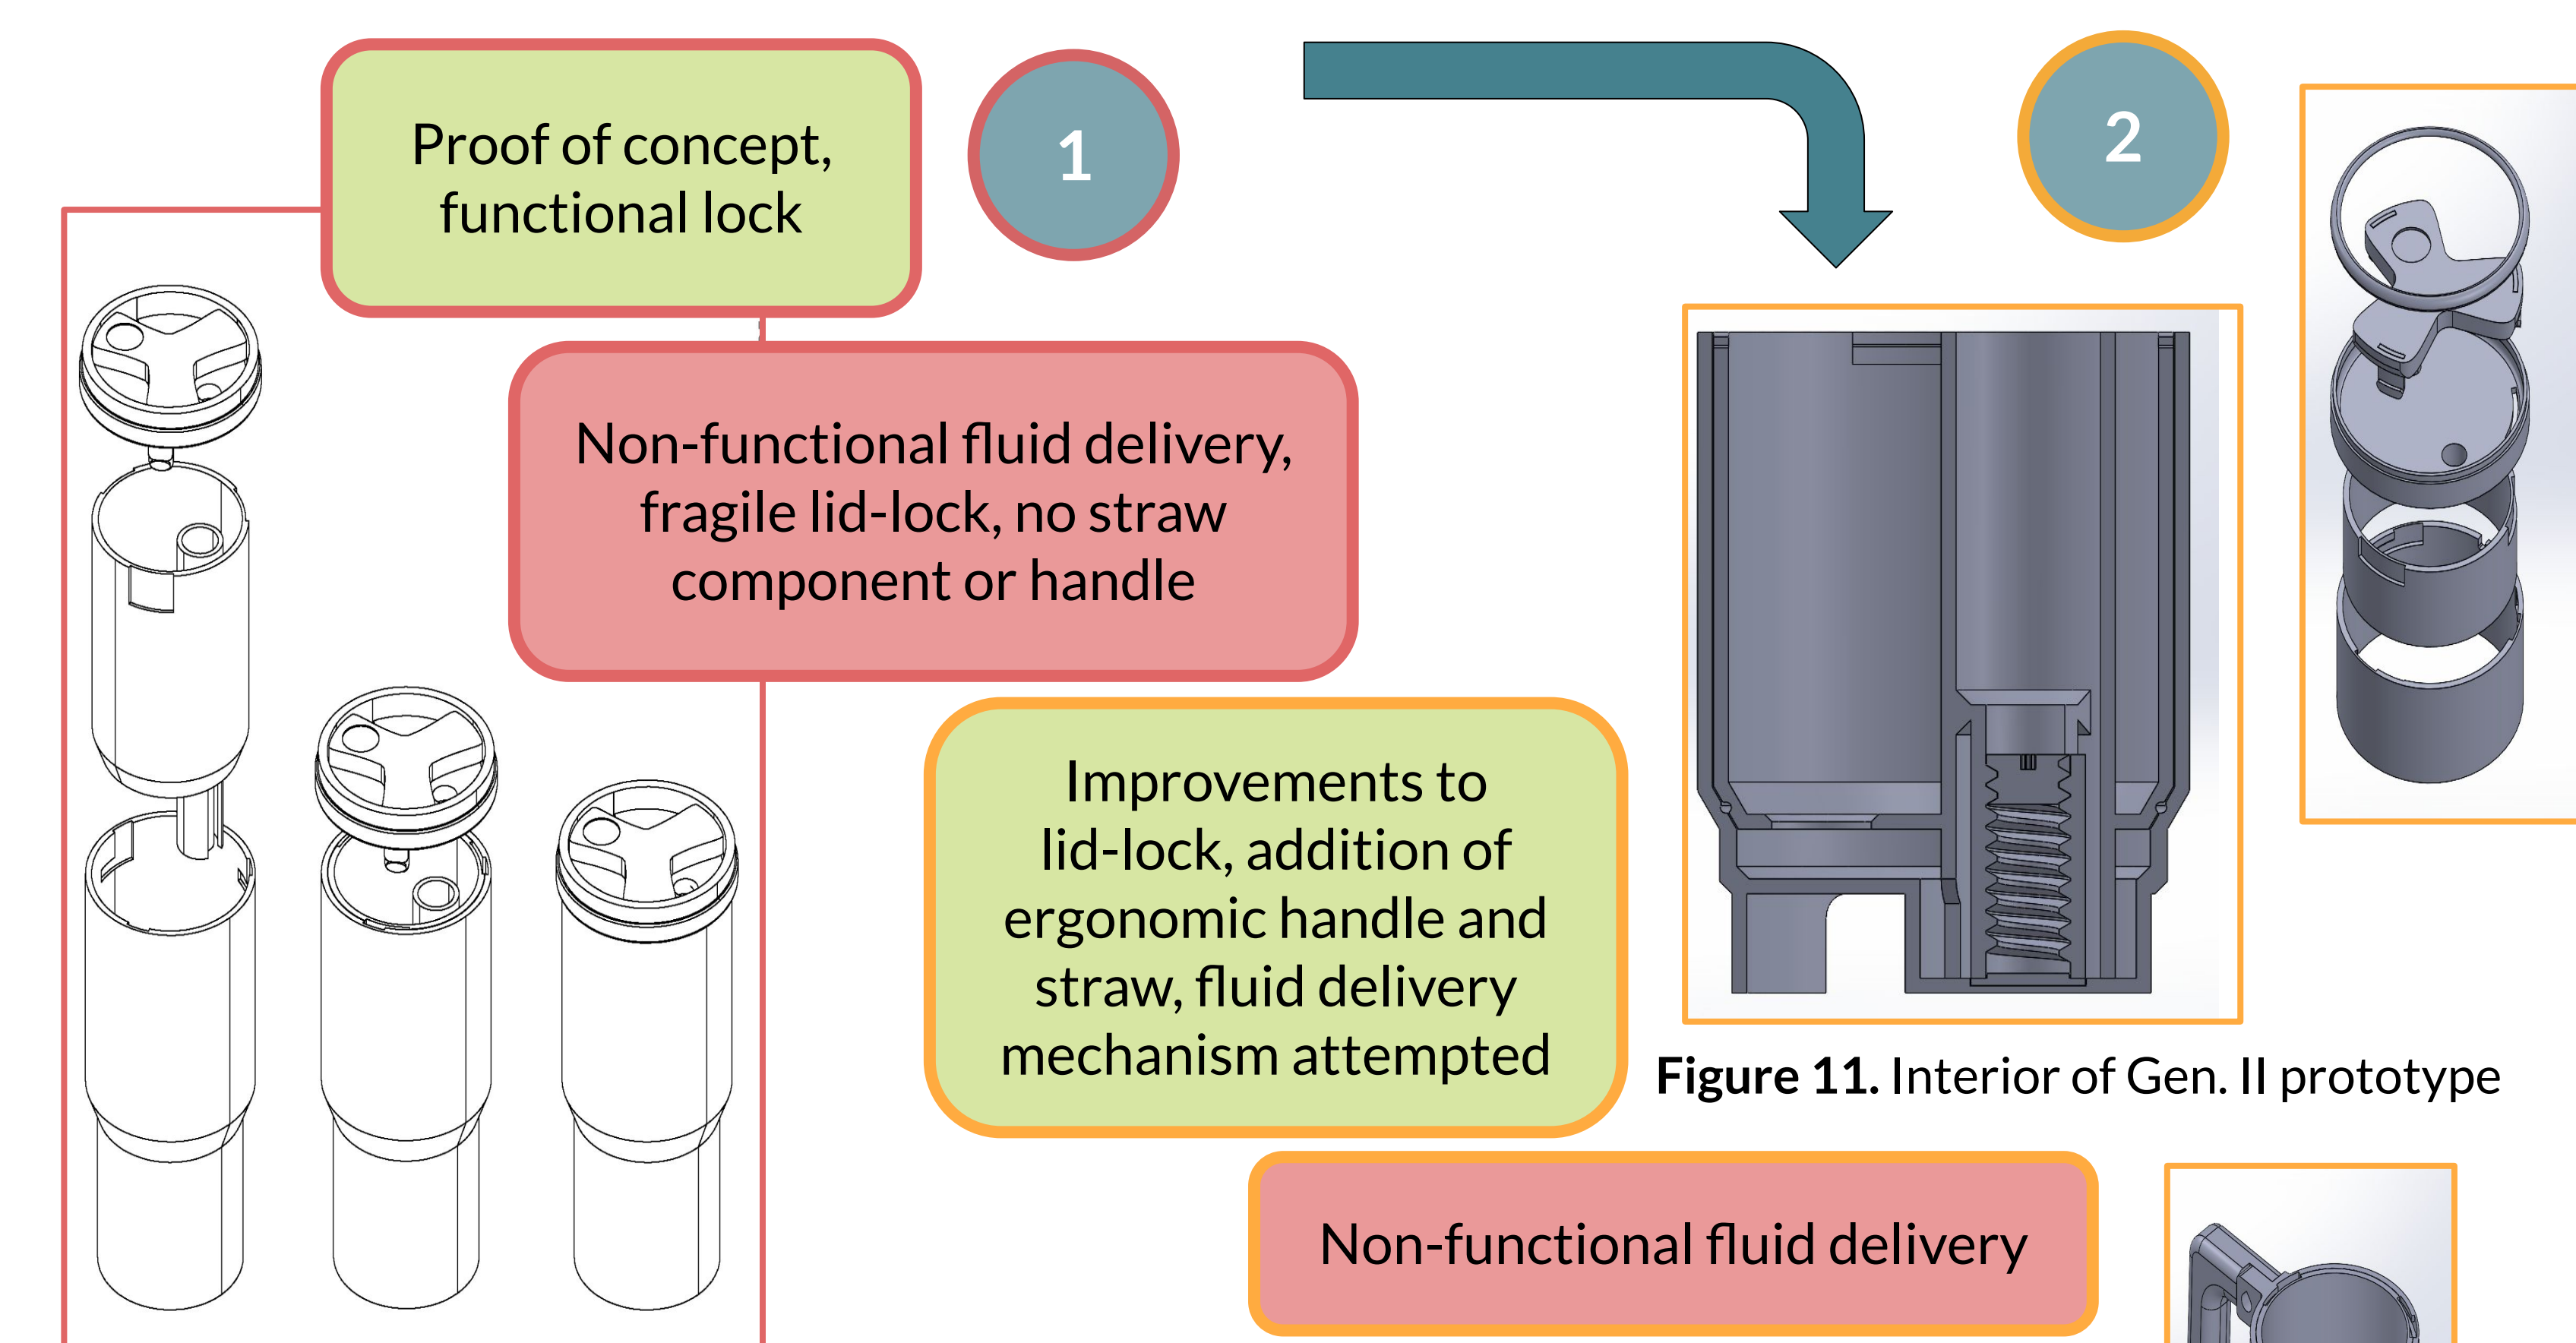 Proof of concept,
functional lock
1
2
Non-functional fluid delivery,
fragile lid-lock, no straw
component or handle
Improvements to
lid-lock, addition of
ergonomic handle and
straw, fluid delivery
mechanism attempted
Figure 11. Interior of Gen. II prototype
Non-functional fluid delivery